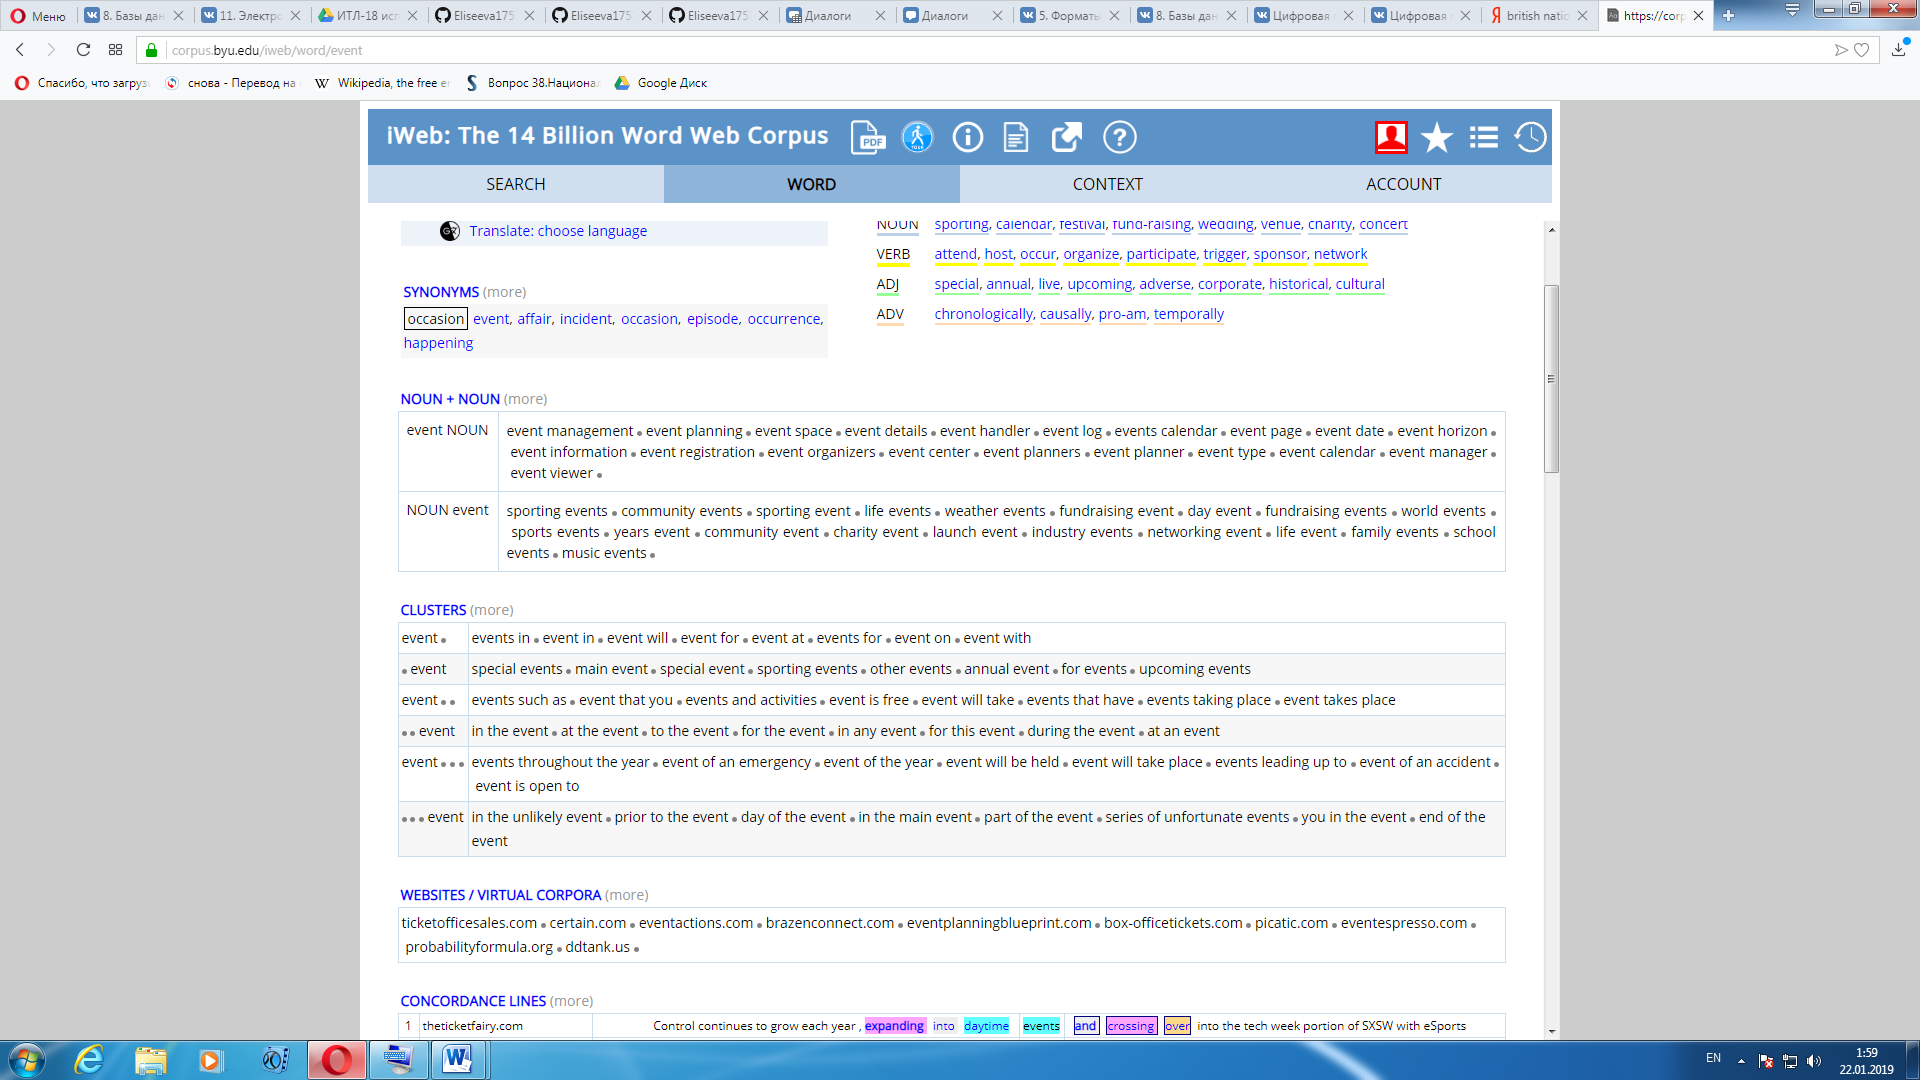 Меню
8. Базы дан
11. Электро
ИТЛ-18 исп
Eliseeva175
Eliseeva175
Eliseeva175
Диалоги
Диалоги
5. Форматы
8. Базы дан
Цифровая
Цифровая
british natio
https://corp
corpus.byu.edu/iweb/word/event
Спасибо, что загруз
снова - Перевод на
Wikipedia, the free e
Вопрос 38.Национал
Google Диск
iWeb: The 14 Billion Word Web Corpus
PDF
TOUR
SEARCH
WORD
CONTEXT
ACCOUNT
Translate: choose language
NOUN sporting, calendar, festival, fund-raising, wedding, venue, charity, concert
VERB attend, host, occur, organize, participate, trigger, sponsor, network
ADJ special, annual, live, upcoming, adverse, corporate, historical, cultural
ADV chronologically, causally, pro-am, temporally
SYNONYMS (more)
occasion event, affair, incident, occasion, episode, occurrence,
happening
NOUN + NOUN (more)
event NOUN event management • event planning • event space • event details • event handler • event log • events calendar • event page • event date • event horizon •
event information • event registration • event organizers • event center • event planners • event planner • event type • event calendar • event manager •
event viewer •
NOUN event sporting events • community events • sporting event • life events • weather events • fundraising event • day event • fundraising events • world events •
sports events • years event • community event • charity event • launch event • industry events • networking event • life event • family events • school
events • music events •
CLUSTERS (more)
event • events in • event in • event will • event for • event at • events for • event on • event with
• event special events • main event • special event • sporting events • other events • annual event • for events • upcoming events
event • • events such as • event that you • events and activities • event is free • event will take • events that have • events taking place • event takes place
• • event in the event • at the event • to the event • for the event • in any event • for this event • during the event • at an event
event • • • events throughout the year • event of an emergency • event of the year • event will be held • event will take place • events leading up to • event of an accident •
event is open to
• • • event in the unlikely event • prior to the event • day of the event • in the main event • part of the event • series of unfortunate events • you in the event • end of the
event
WEBSITES / VIRTUAL CORPORA (more)
ticketofficesales.com • certain.com • eventactions.com • brazenconnect.com • eventplanningblueprint.com • box-officetickets.com • picatic.com • eventespresso.com •
probabilityformula.org • ddtank.us •
CONCORDANCE LINES (more)
1 theticketfairy.com Control continues to grow each year , expanding into daytime events and crossing over into the tech week portion of SXSW with eSports
EN
1:59
22.01.2019